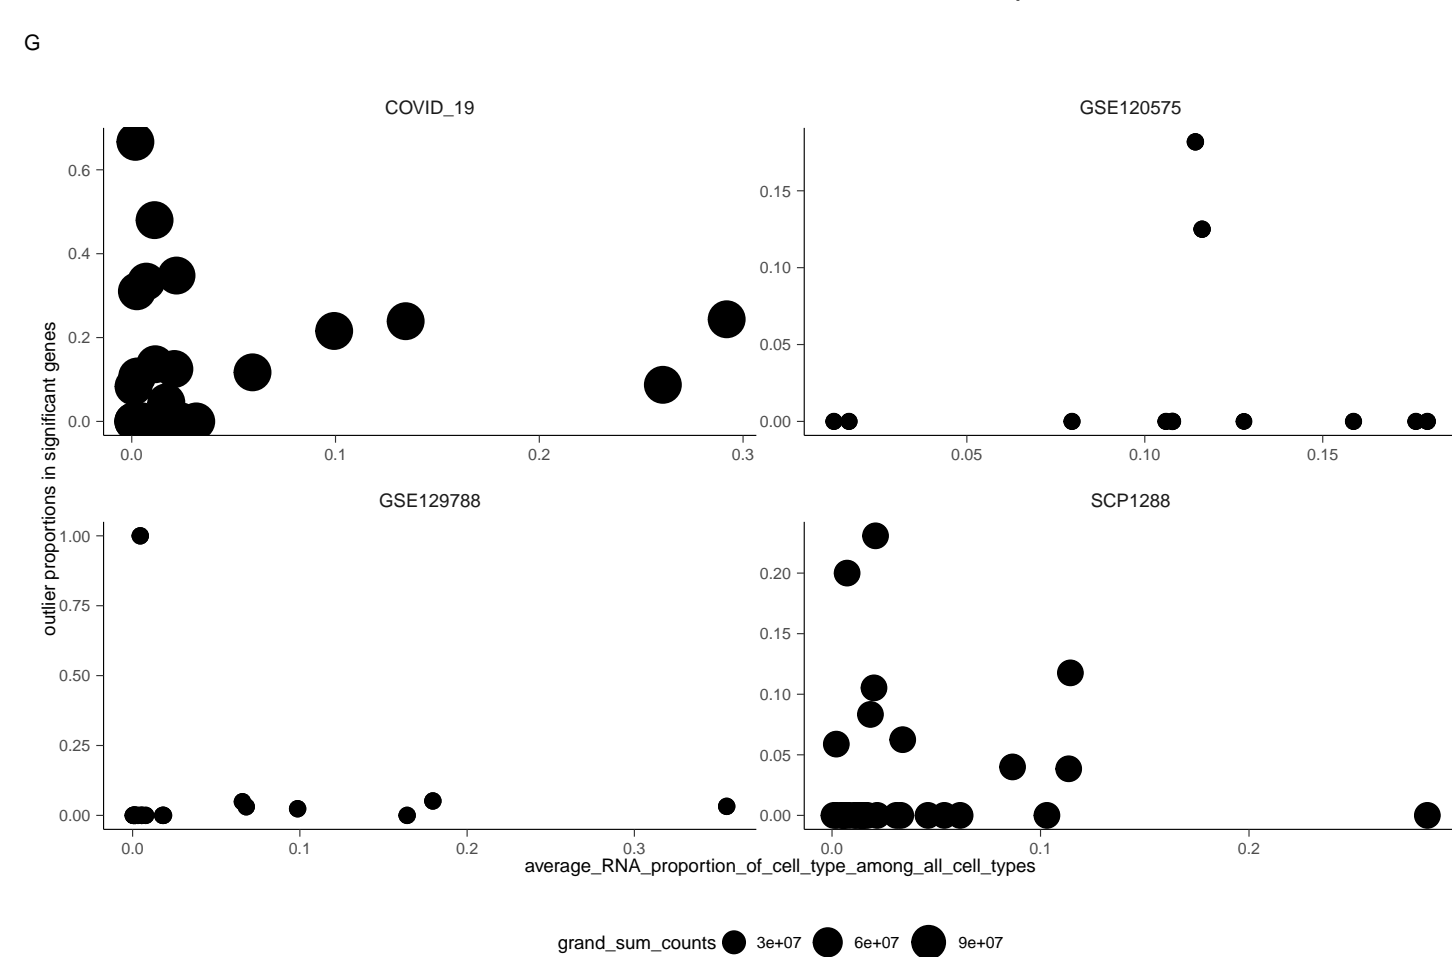 G
COVID_19
GSE120575
0.6
0.4
0.2
0.0
0.0 0.1 0.2 0.3
0.15
0.10
0.05
0.00
0.05 0.10 0.15
outlier proportions in significant genes
GSE129788
SCP1288
1.00
0.75
0.50
0.25
0.00
0.0 0.1 0.2 0.3
0.20
0.15
0.10
0.05
0.00
0.0 0.1 0.2
average_RNA_proportion_of_cell_type_among_all_cell_types
grand_sum_counts 3e+07 6e+07 9e+07